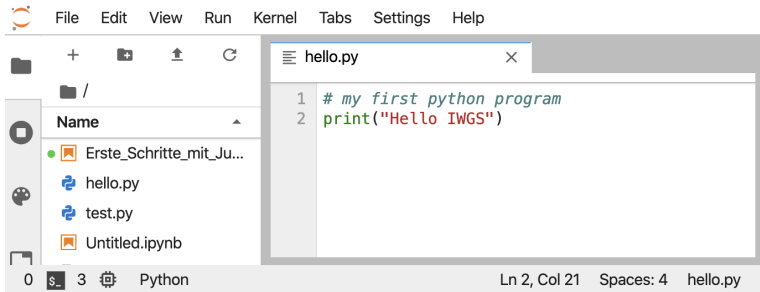 File Edit View Run Kernel Tabs Settings Help
hello.py
/
Name
Erste_Schritte_mit_Ju...
hello.py
test.py
Untitled.ipynb
1 # my first python program
2 print("Hello IWGS")
0 $_ 3 Python Ln 2, Col 21 Spaces: 4 hello.py